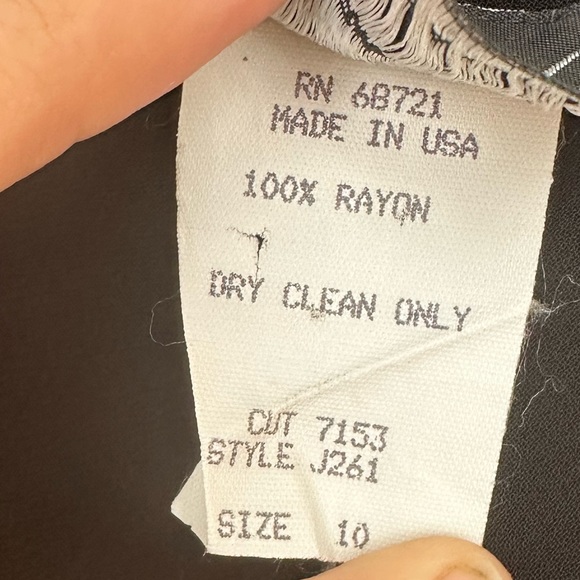 RN 68721
MADE IN USA
100% RAYON
DRY CLEAN ONLY
CUT 7153
STYLE J261
SIZE 10